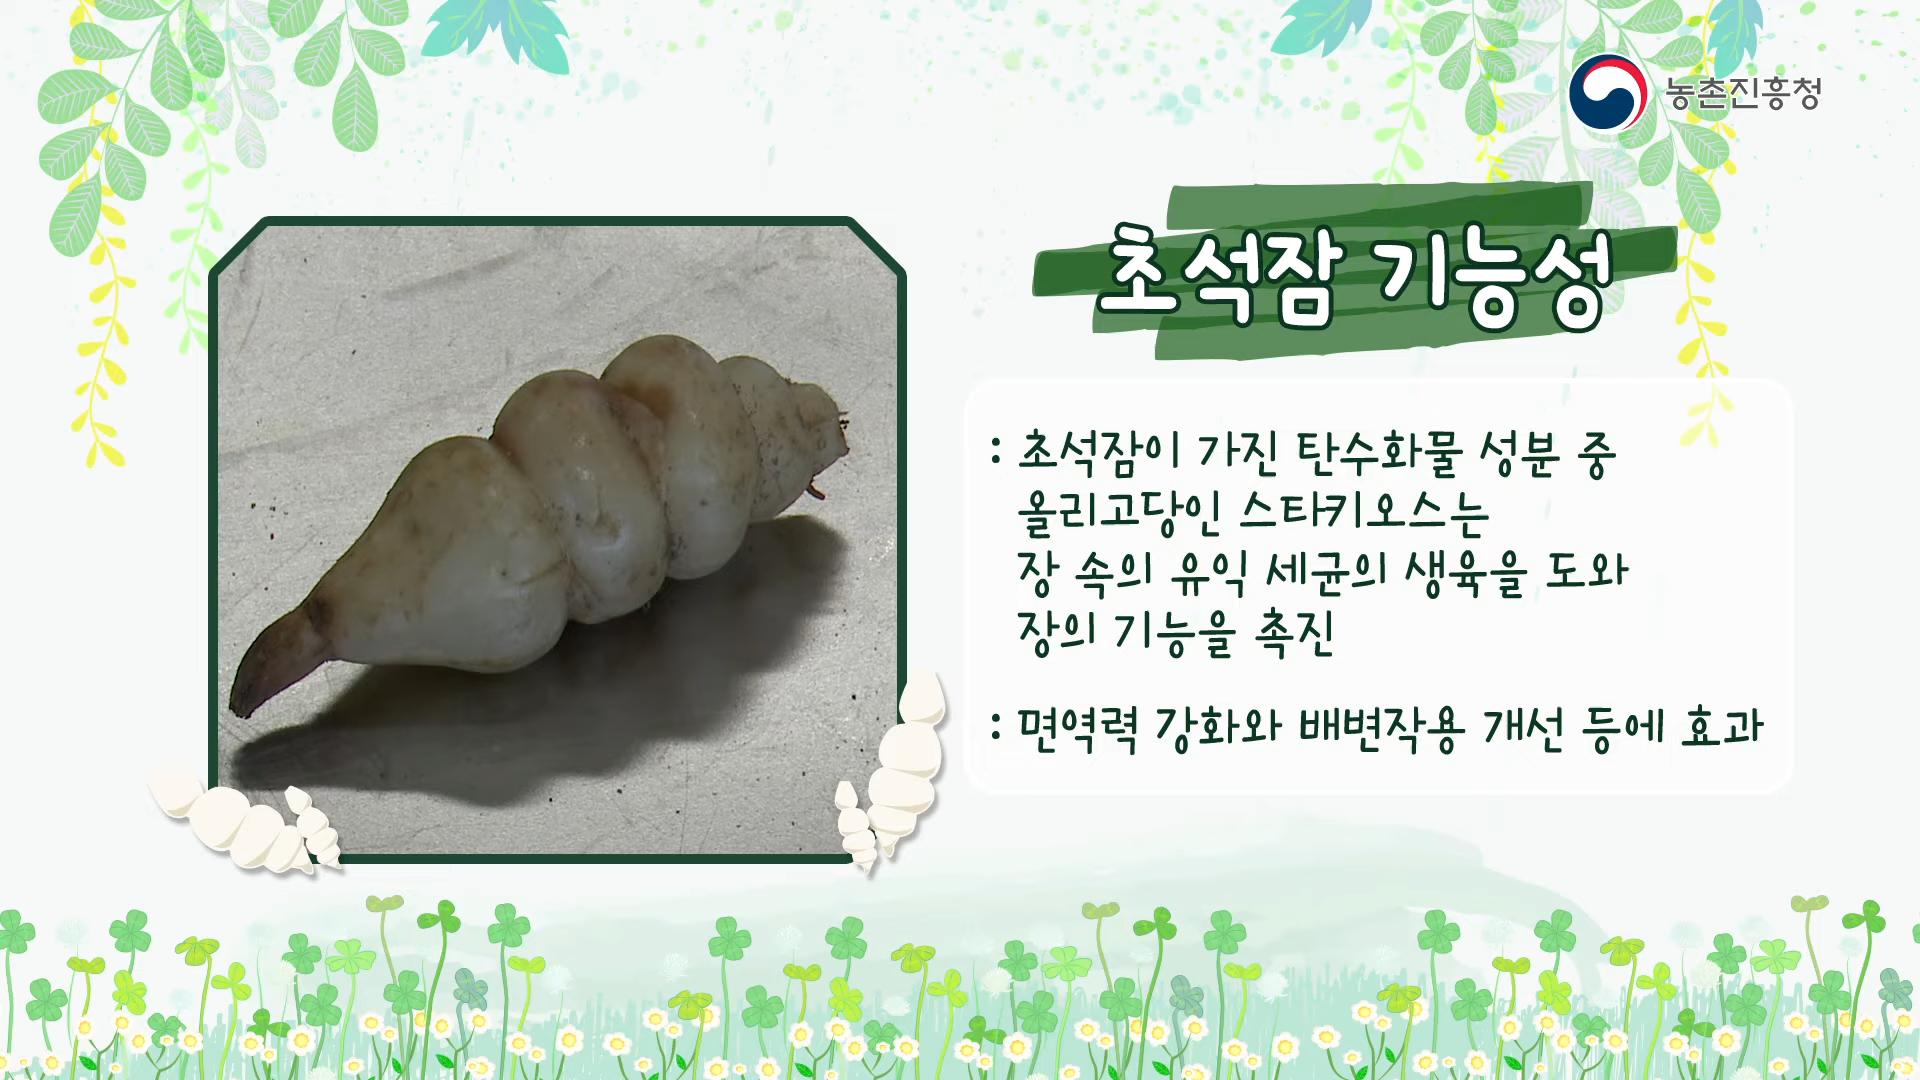 농촌진흥청
초석잠 기능성
: 초석잠이 가진 탄수화물 성분 중
올리고당인 스타키오스는
장 속의 유익 세균의 생육을 도와
장의 기능을 촉진
: 면역력 강화와 배변작용 개선 등에 효과